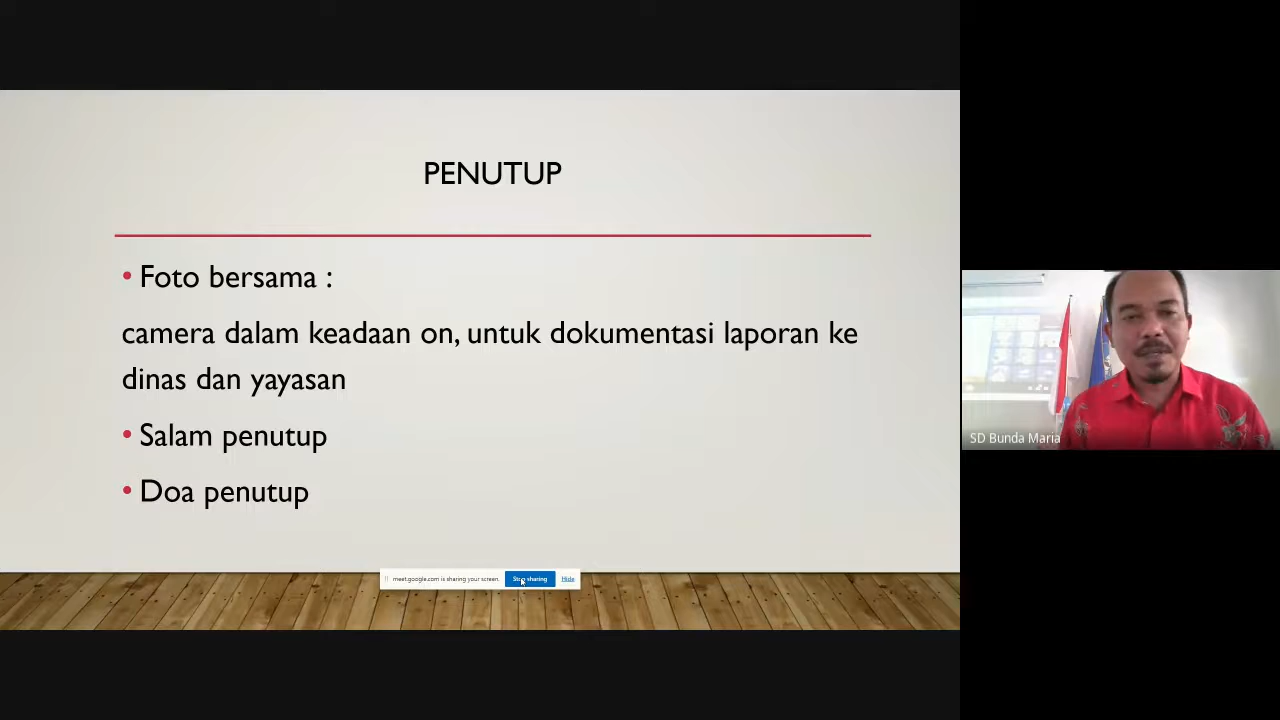 PENUTUP
• Foto bersama :
camera dalam keadaan on, untuk dokumentasi laporan ke
dinas dan yayasan
• Salam penutup
• Doa penutup
meet.google.com is sharing your screen.
Stop sharing
Hide
SD Bunda Maria